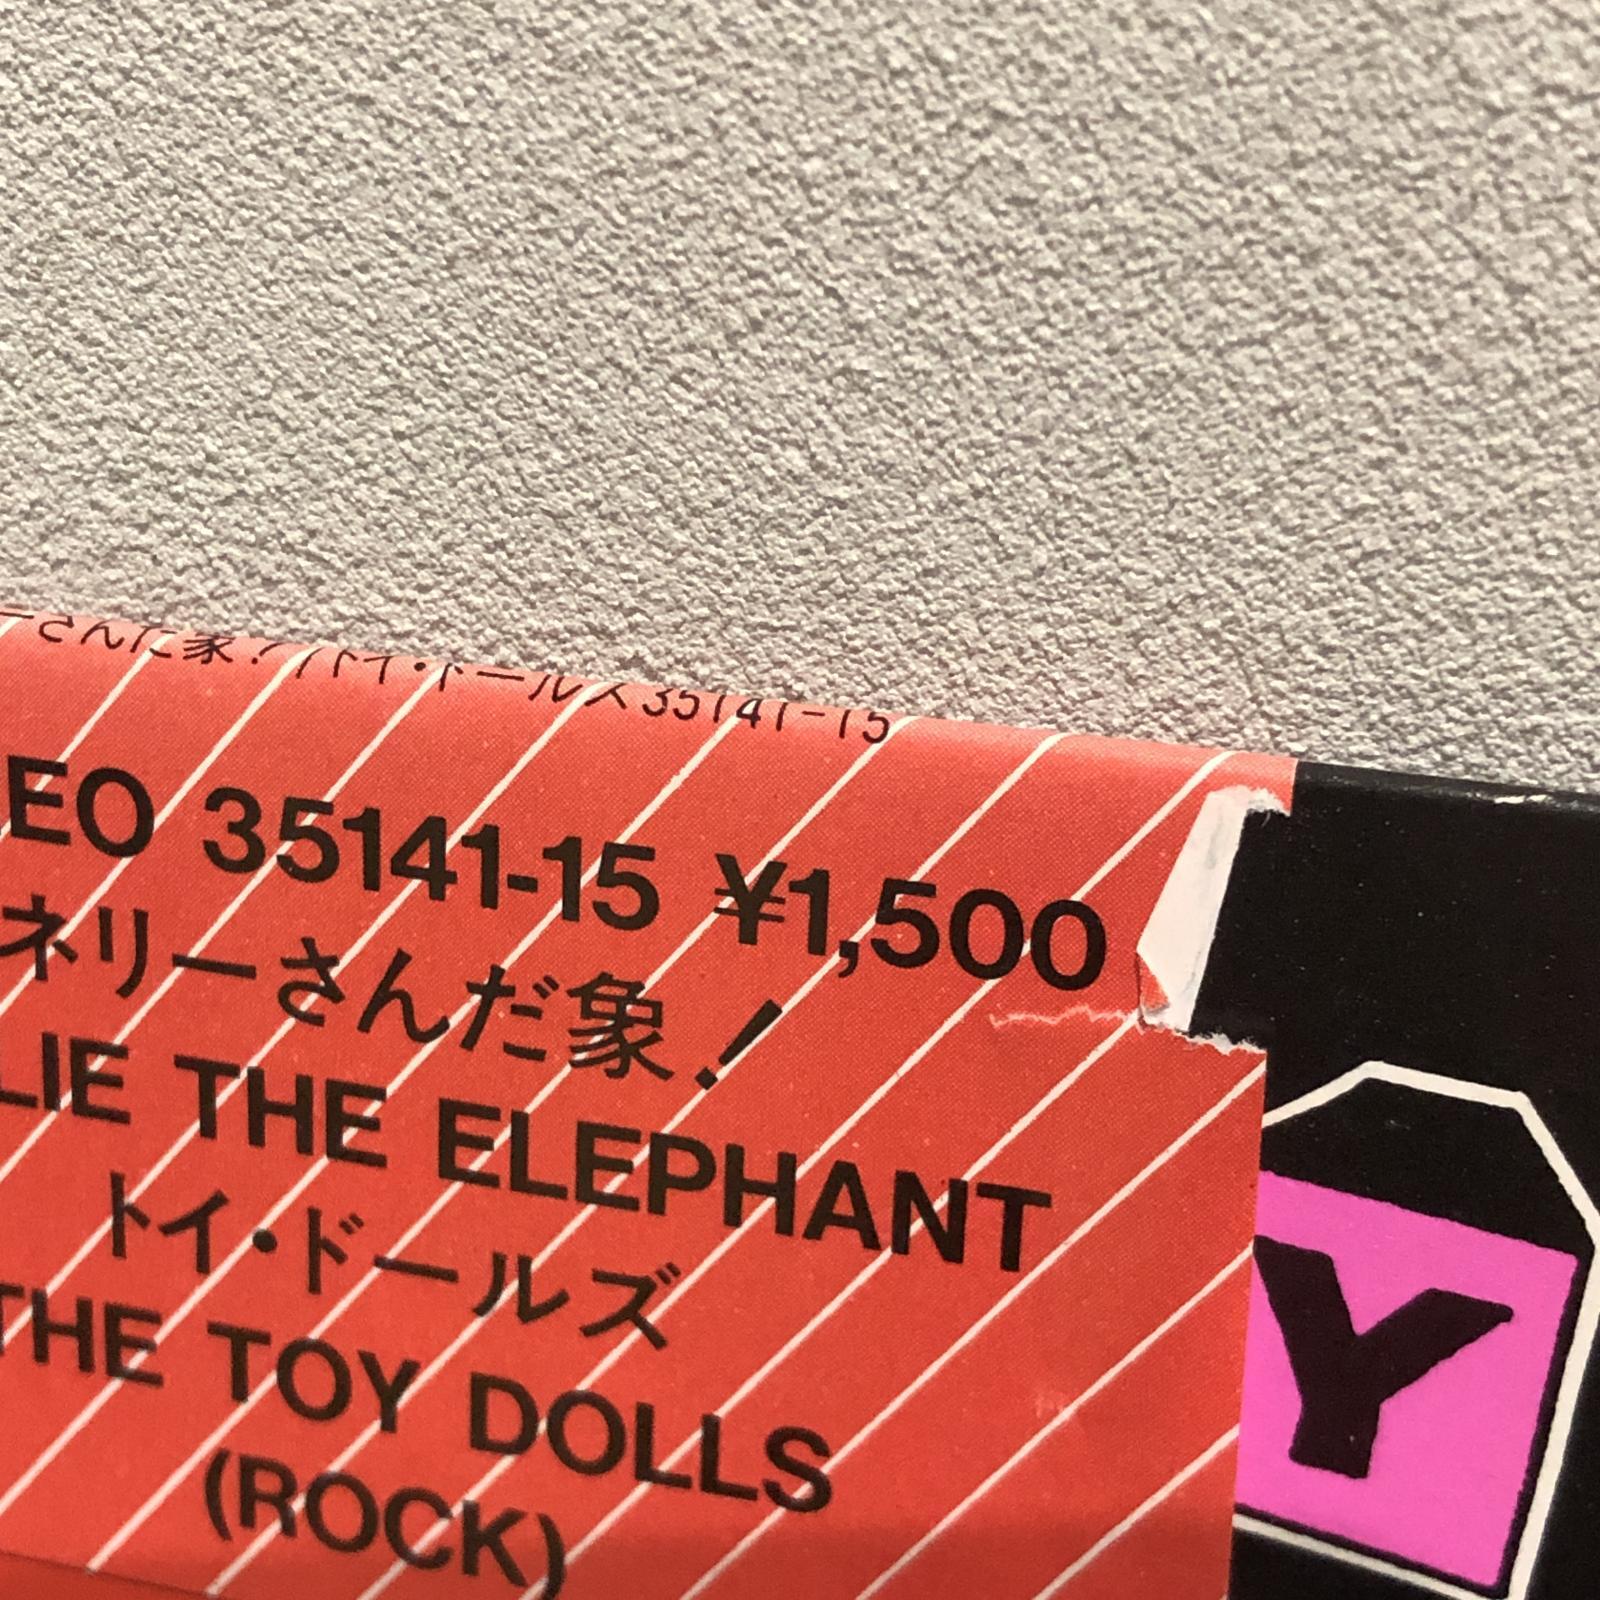 ーさんだ象!/トイ・ドールズ 35141-15
EO 35141-15 ¥1,500
ネリーさんだ象!
LIE THE ELEPHANT
トイ・ドールズ
THE TOY DOLLS
(ROCK)
Y